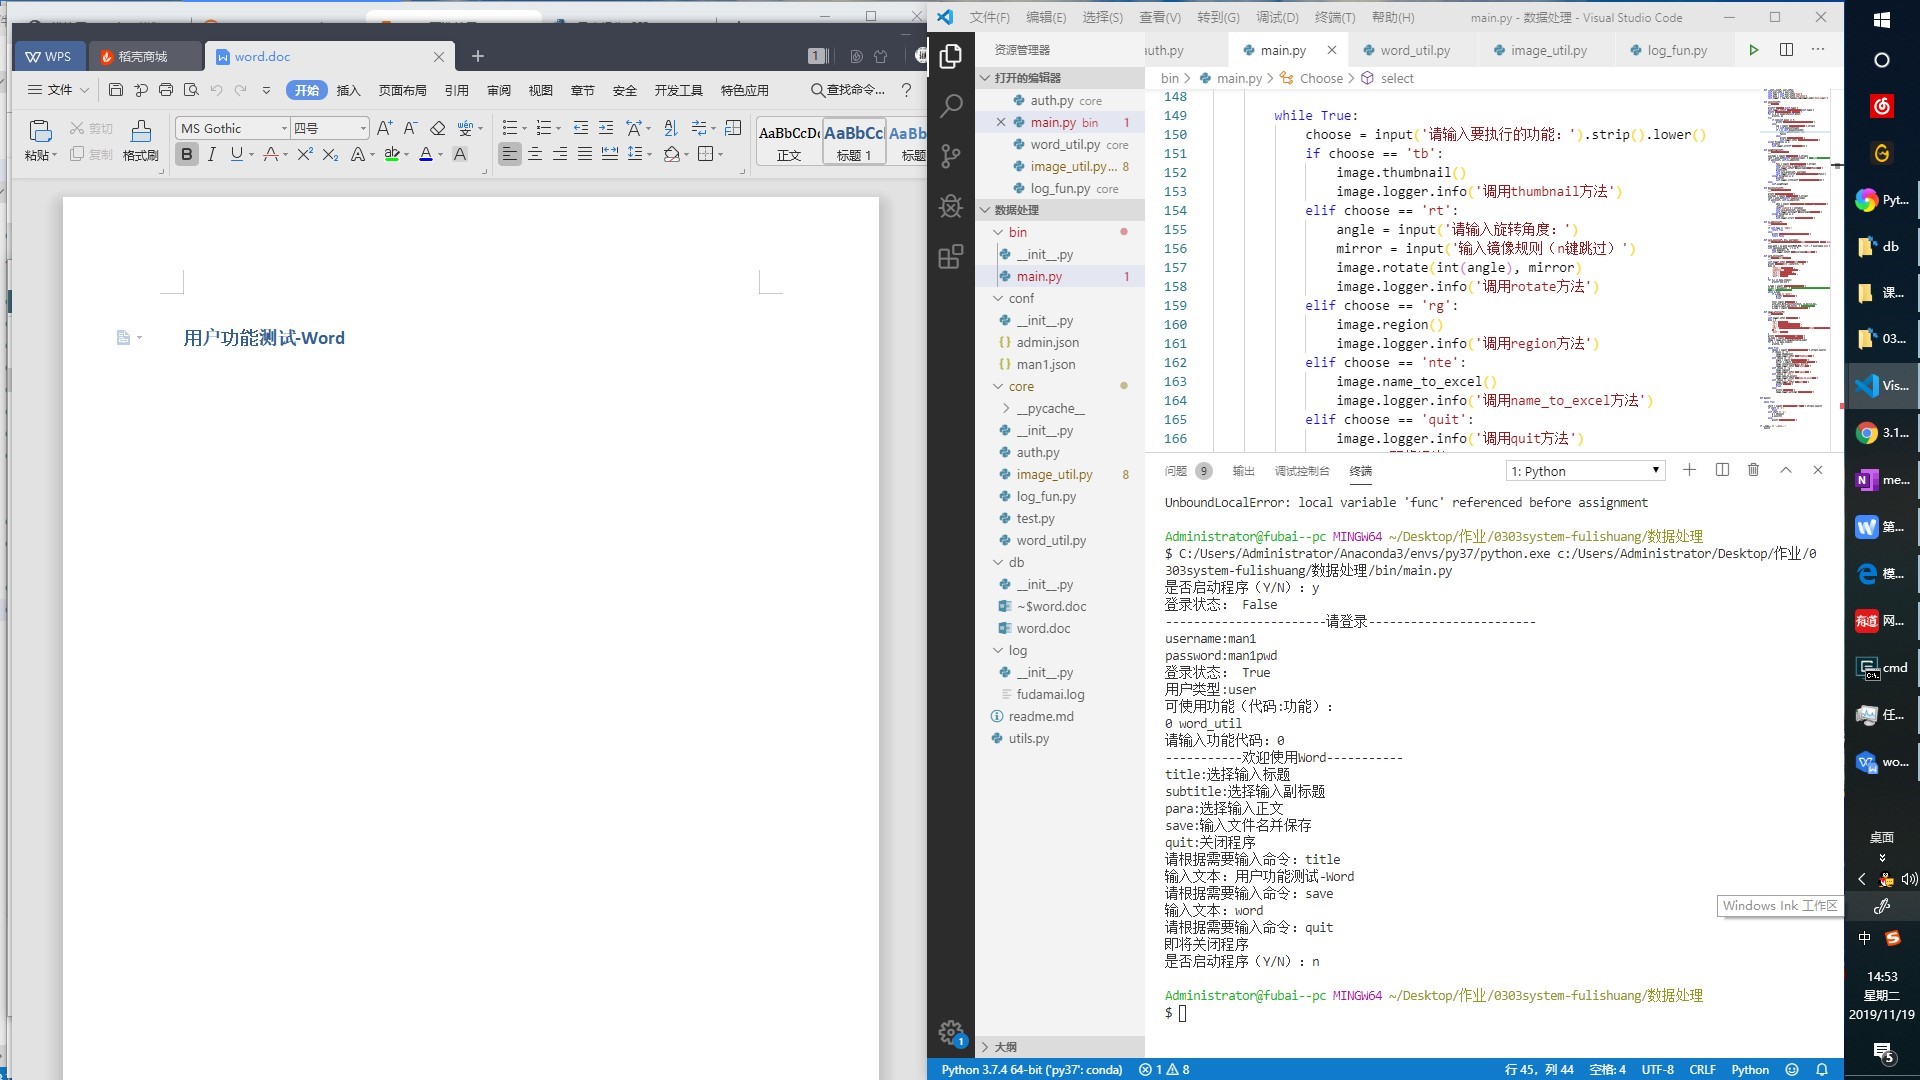 WPS
稻壳商城
word.doc
文件
开始
插入
页面布局
引用
审阅
视图
章节
安全
开发工具
特色应用
查找命令...
粘贴
剪切
复制
格式刷
MS Gothic
四号
AaBbCcDc
正文
AaBbCc
标题 1
AaBb
标题
用户功能测试-Word
文件(F)
编辑(E)
选择(S)
查看(V)
转到(G)
调试(D)
终端(T)
帮助(H)
main.py - 数据处理 - Visual Studio Code
资源管理器
打开的编辑器
auth.py core
main.py bin 1
word_util.py core
image_util.py... 8
log_fun.py core
数据处理
bin
__init__.py
main.py 1
conf
__init__.py
admin.json
man1.json
core
__pycache__
__init__.py
auth.py
image_util.py 8
log_fun.py
test.py
word_util.py
db
__init__.py
~$word.doc
word.doc
log
__init__.py
fudamai.log
readme.md
utils.py
大纲
auth.py
main.py
word_util.py
image_util.py
log_fun.py
bin > main.py > Choose > select
148
149 while True:
150 choose = input('请输入要执行的功能：').strip().lower()
151 if choose == 'tb':
152 image.thumbnail()
153 image.logger.info('调用thumbnail方法')
154 elif choose == 'rt':
155 angle = input('请输入旋转角度：')
156 mirror = input('输入镜像规则（n键跳过）')
157 image.rotate(int(angle), mirror)
158 image.logger.info('调用rotate方法')
159 elif choose == 'rg':
160 image.region()
161 image.logger.info('调用region方法')
162 elif choose == 'nte':
163 image.name_to_excel()
164 image.logger.info('调用name_to_excel方法')
165 elif choose == 'quit':
166 image.logger.info('调用quit方法')
问题 9
输出
调试控制台
终端
1: Python
UnboundLocalError: local variable 'func' referenced before assignment
Administrator@fubai--pc MINGW64 ~/Desktop/作业/0303system-fulishuang/数据处理
$ C:/Users/Administrator/Anaconda3/envs/py37/python.exe c:/Users/Administrator/Desktop/作业/0
303system-fulishuang/数据处理/bin/main.py
是否启动程序（Y/N）：y
登录状态： False
-----------------------请登录------------------------
username:man1
password:man1pwd
登录状态： True
用户类型:user
可使用功能（代码:功能）：
0 word_util
请输入功能代码：0
-----------欢迎使用Word-----------
title:选择输入标题
subtitle:选择输入副标题
para:选择输入正文
save:输入文件名并保存
quit:关闭程序
请根据需要输入命令：title
输入文本：用户功能测试-Word
请根据需要输入命令：save
输入文本：word
请根据需要输入命令：quit
即将关闭程序
是否启动程序（Y/N）：n
Administrator@fubai--pc MINGW64 ~/Desktop/作业/0303system-fulishuang/数据处理
$
Windows Ink 工作区
Python 3.7.4 64-bit ('py37': conda)
1
8
行 45，列 44
空格: 4
UTF-8
CRLF
Python
Pyt...
db
课...
03...
Vis...
3.1...
me...
第...
模...
网...
cmd
任...
wo...
桌面
中
14:53
星期二
2019/11/19
5